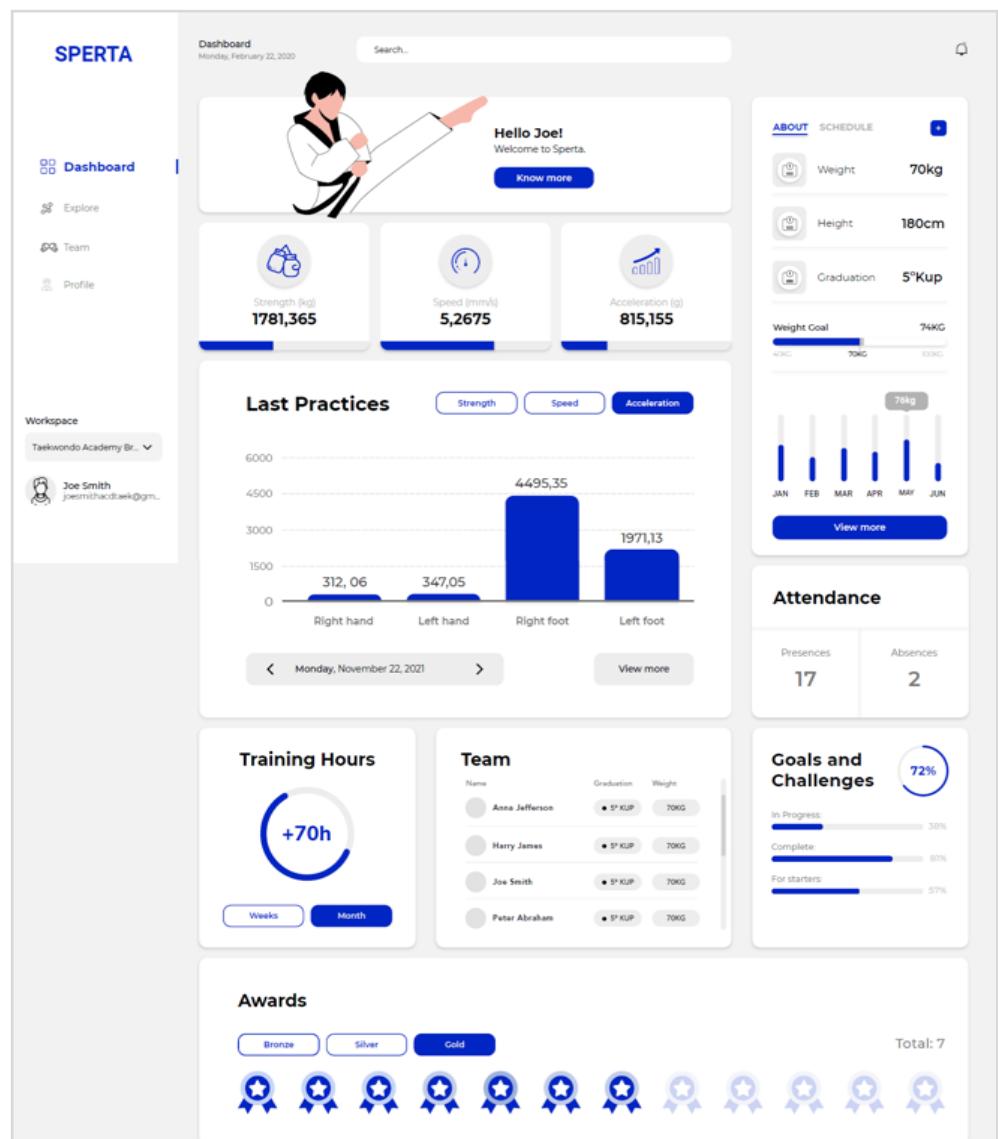 SPERTA
Dashboard
Explore
Team
Profile
Workspace
Taekwondo Academy Br...
Joe Smith
joesmithacdtaek@gm...
Dashboard
Monday, February 22, 2020
Search...
Hello Joe!
Welcome to Sperta.
Know more
Strength (kg)
1781,365
Speed (mm/s)
5,2675
Acceleration (g)
815,155
Last Practices
Strength
Speed
Acceleration
6000
4500
3000
1500
0
312, 06
347,05
4495,35
1971,13
Right hand
Left hand
Right foot
Left foot
Monday, November 22, 2021
View more
ABOUT
SCHEDULE
+
Weight
70kg
Height
180cm
Graduation
5ºKup
Weight Goal
74KG
40KG
70KG
100KG
76kg
JAN
FEB
MAR
APR
MAY
JUN
View more
Attendance
Presences
17
Absences
2
Training Hours
+70h
Weeks
Month
Team
Name
Graduation
Weight
Anna Jefferson
5º KUP
70KG
Harry James
5º KUP
70KG
Joe Smith
5º KUP
70KG
Peter Abraham
5º KUP
70KG
Goals and
Challenges
72%
In Progress:
38%
Complete:
81%
For starters:
57%
Awards
Bronze
Silver
Gold
Total: 7